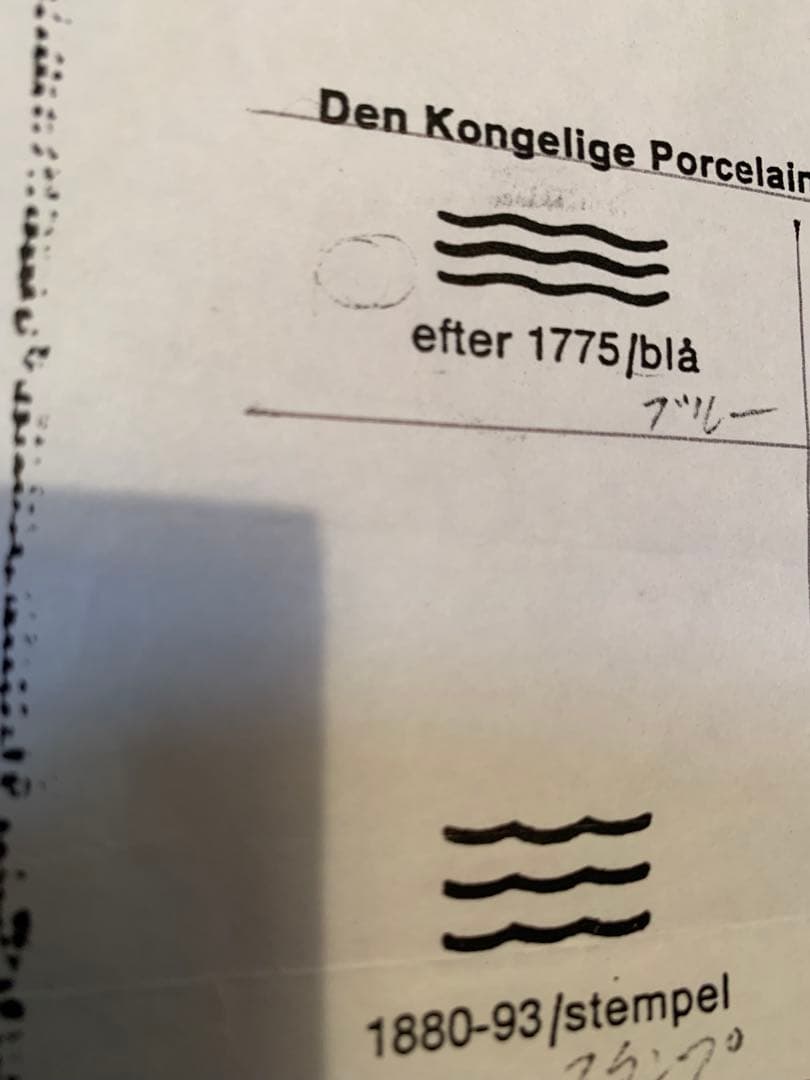 Den Kongelige Porcelain
efter 1775/blå
ブルー
1880-93/stempel